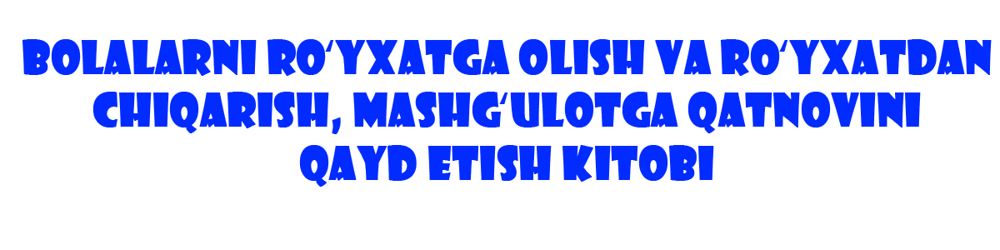 BOLALARNI RO‘YXATGA OLISH VA RO‘YXATDAN
CHIQARISH, MASHG‘ULOTGA QATNOVINI
QAYD ETISH KITOBI